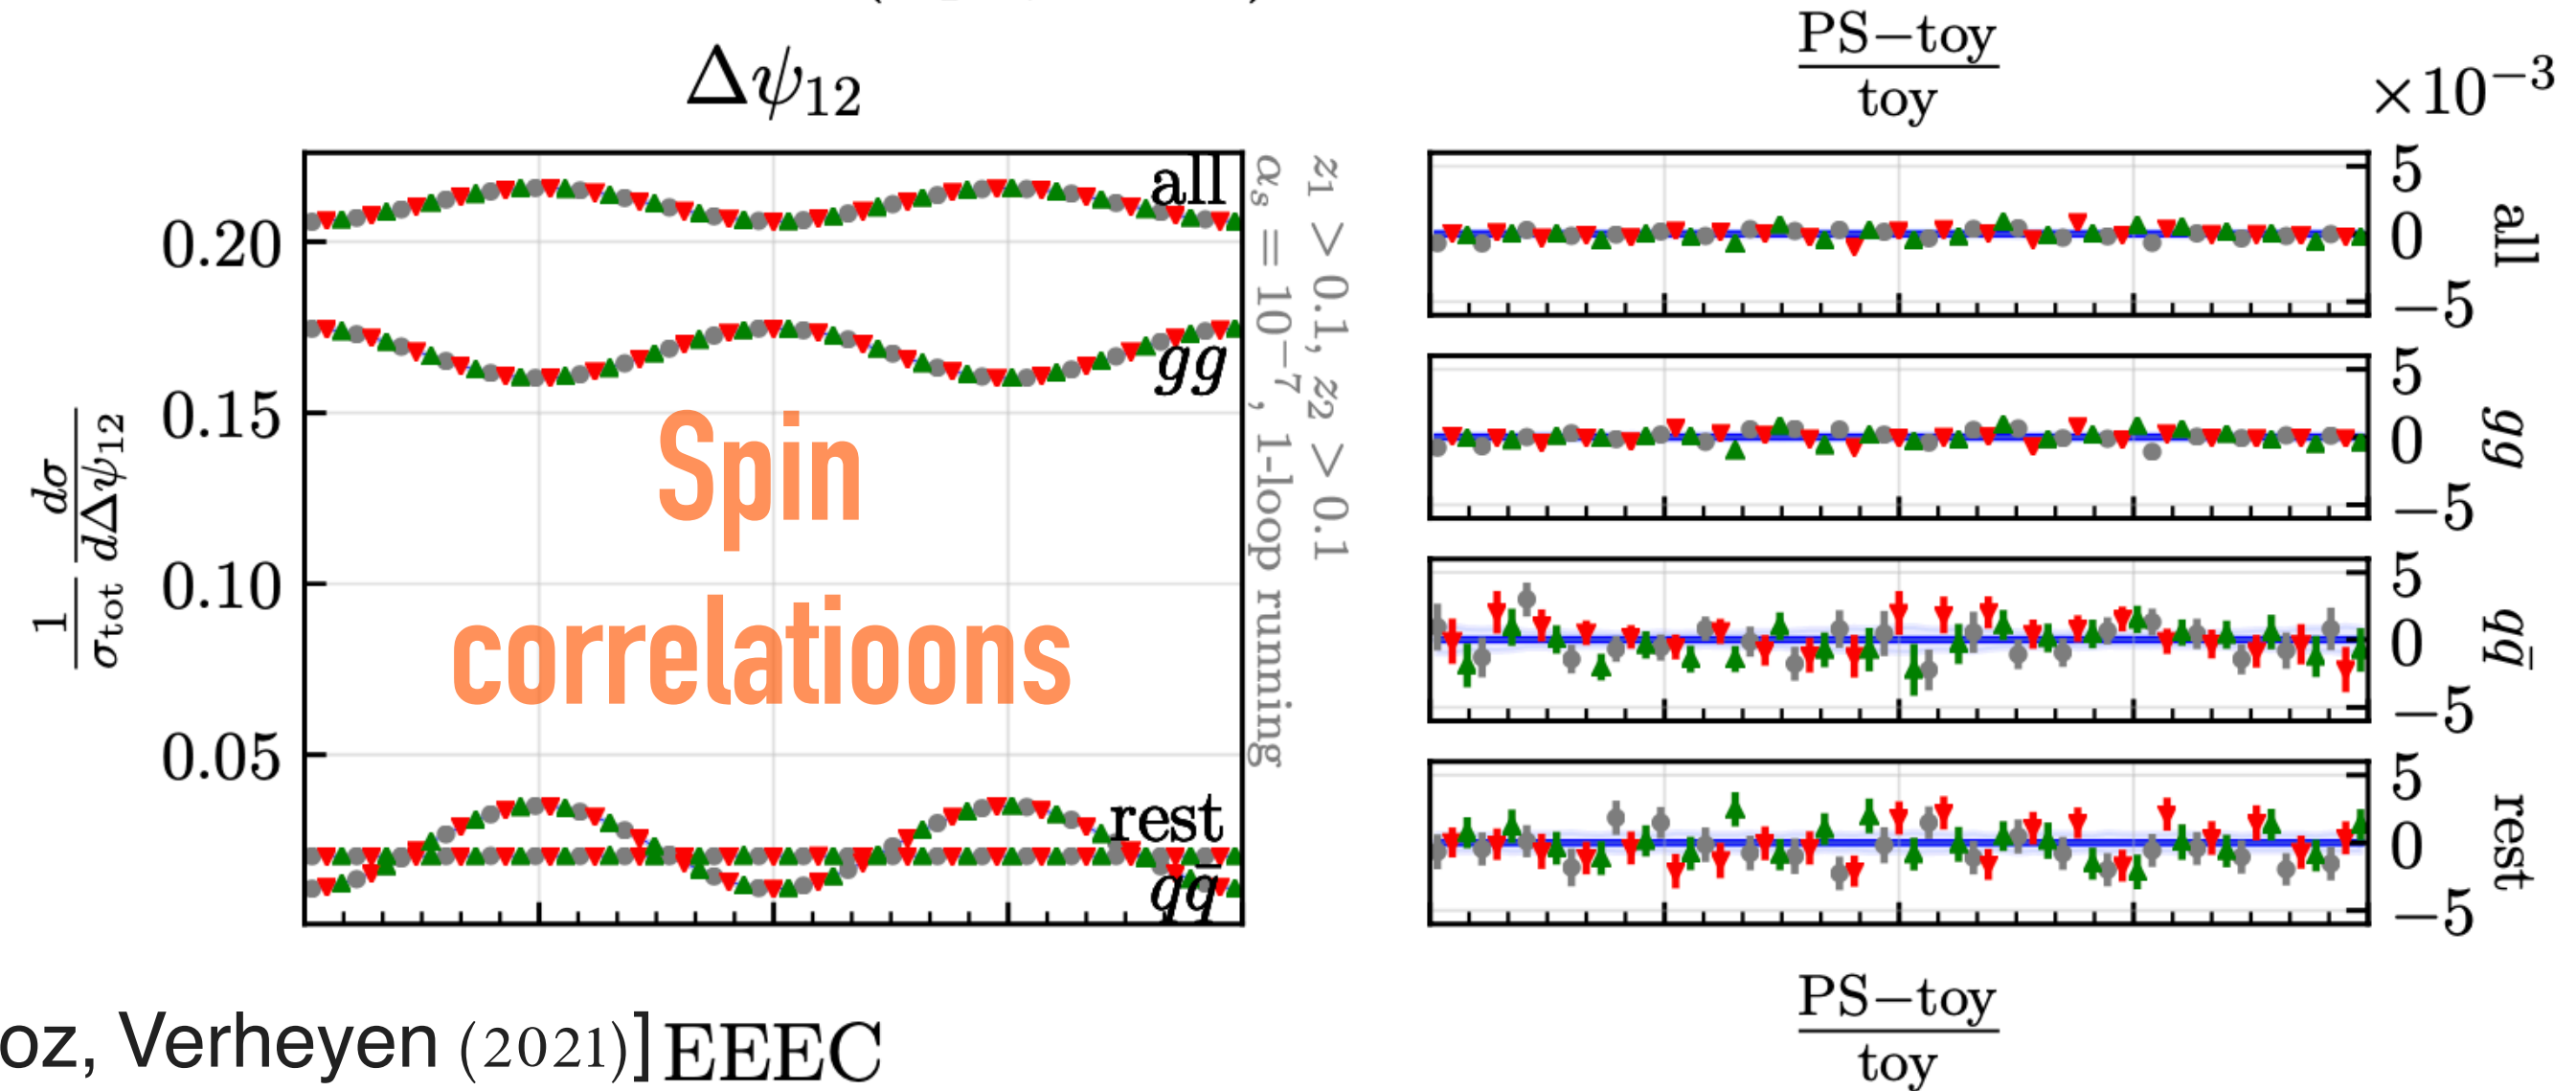 Δψ₁₂
PS−toy
toy
×10⁻³
0.20
0.15
0.10
0.05
1/σ_tot dσ/dΔψ₁₂
all
gg
rest
qq̄
Spin
correlatioons
z₁ > 0.1, z₂ > 0.1
α_s = 10⁻⁷, 1-loop running
5
0
−5
all
5
0
−5
gg
5
0
−5
qq̄
5
0
−5
rest
oz, Verheyen (2021)] EEEC
PS−toy
toy